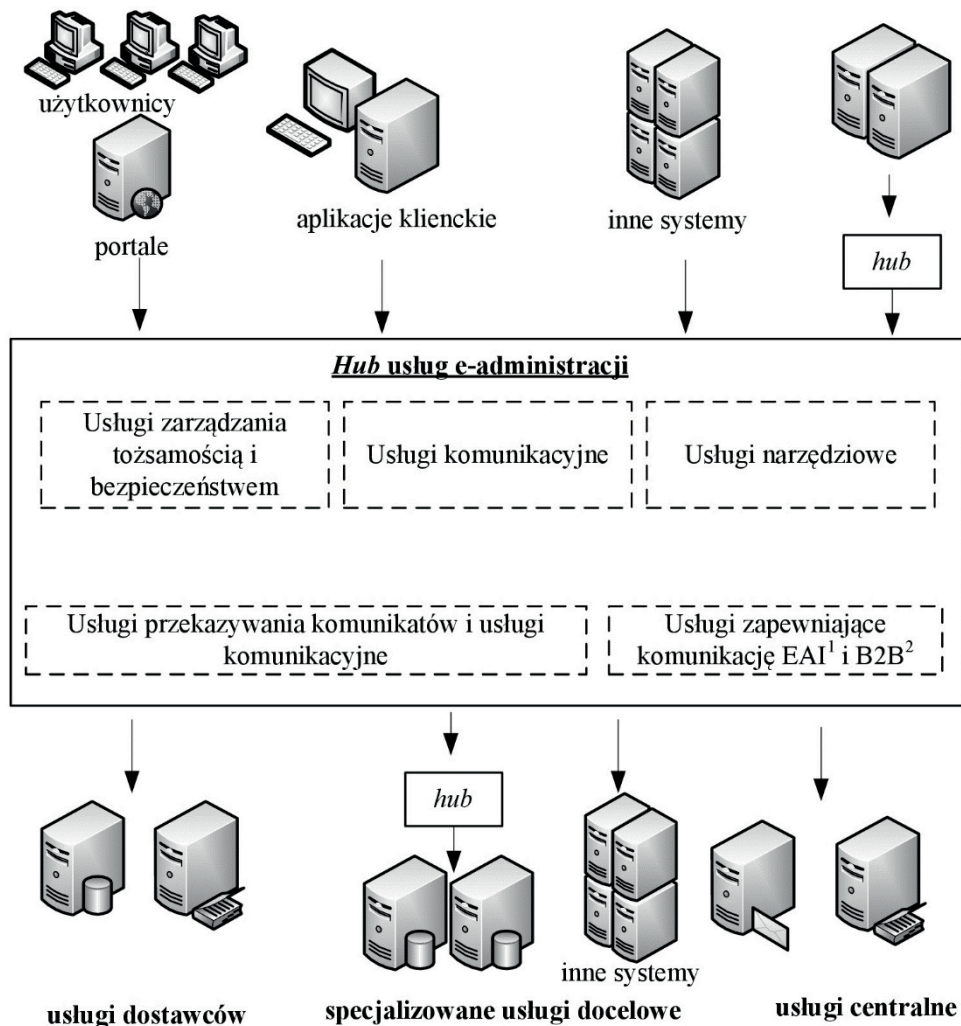 użytkownicy
portale
aplikacje klienckie
inne systemy
hub
Hub usług e-administracji
Usługi zarządzania
tożsamością i
bezpieczeństwem
Usługi komunikacyjne
Usługi narzędziowe
Usługi przekazywania komunikatów i usługi
komunikacyjne
Usługi zapewniające
komunikację EAI¹ i B2B²
hub
inne systemy
usługi dostawców
specjalizowane usługi docelowe
usługi centralne